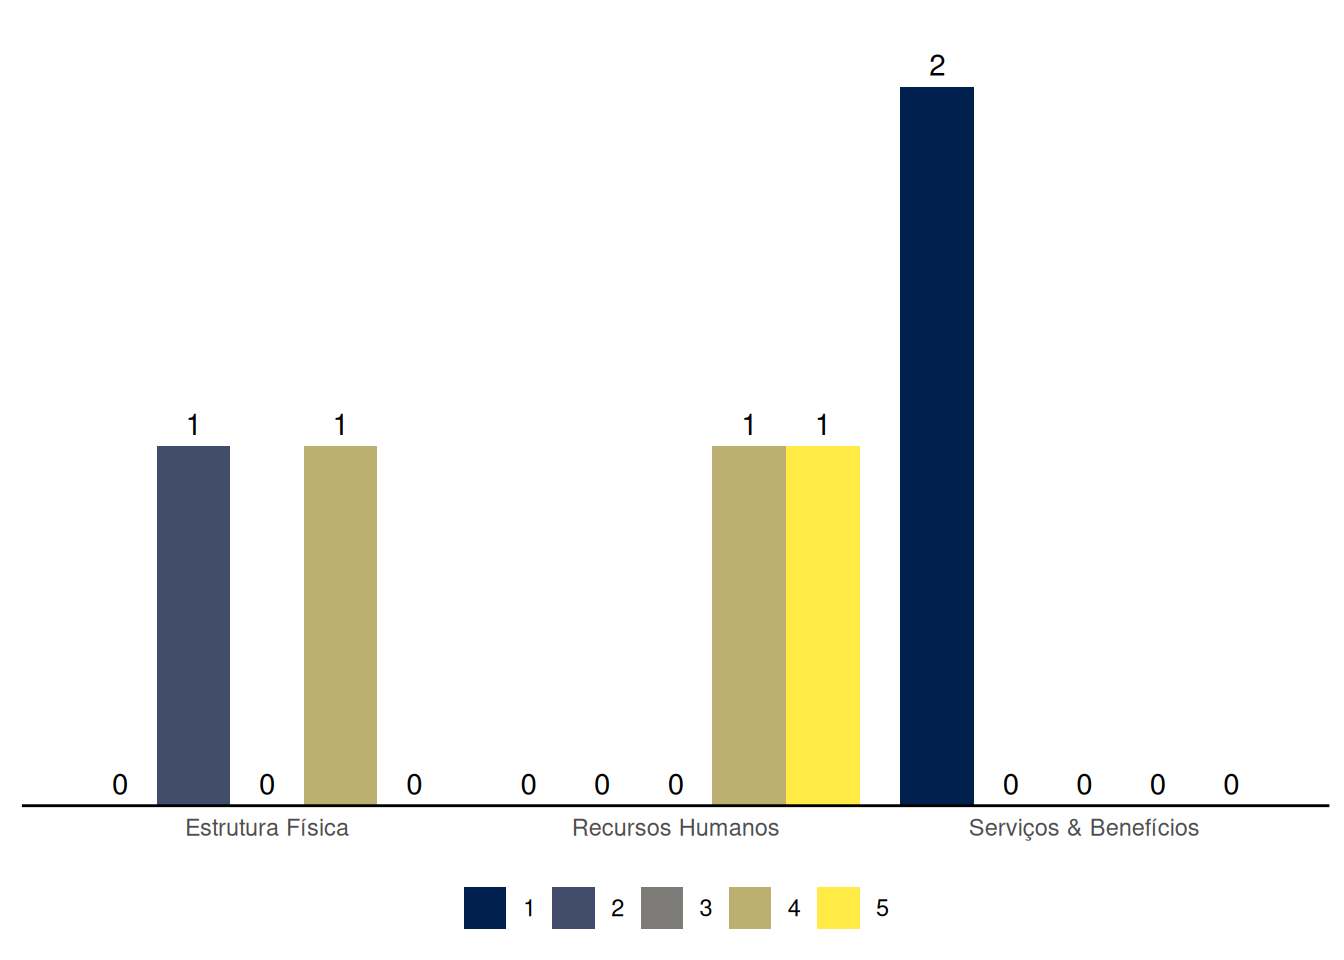 2
1 1 1 1
0 0 0 0 0 0 0 0 0 0
Estrutura Física Recursos Humanos Serviços & Benefícios
1 2 3 4 5